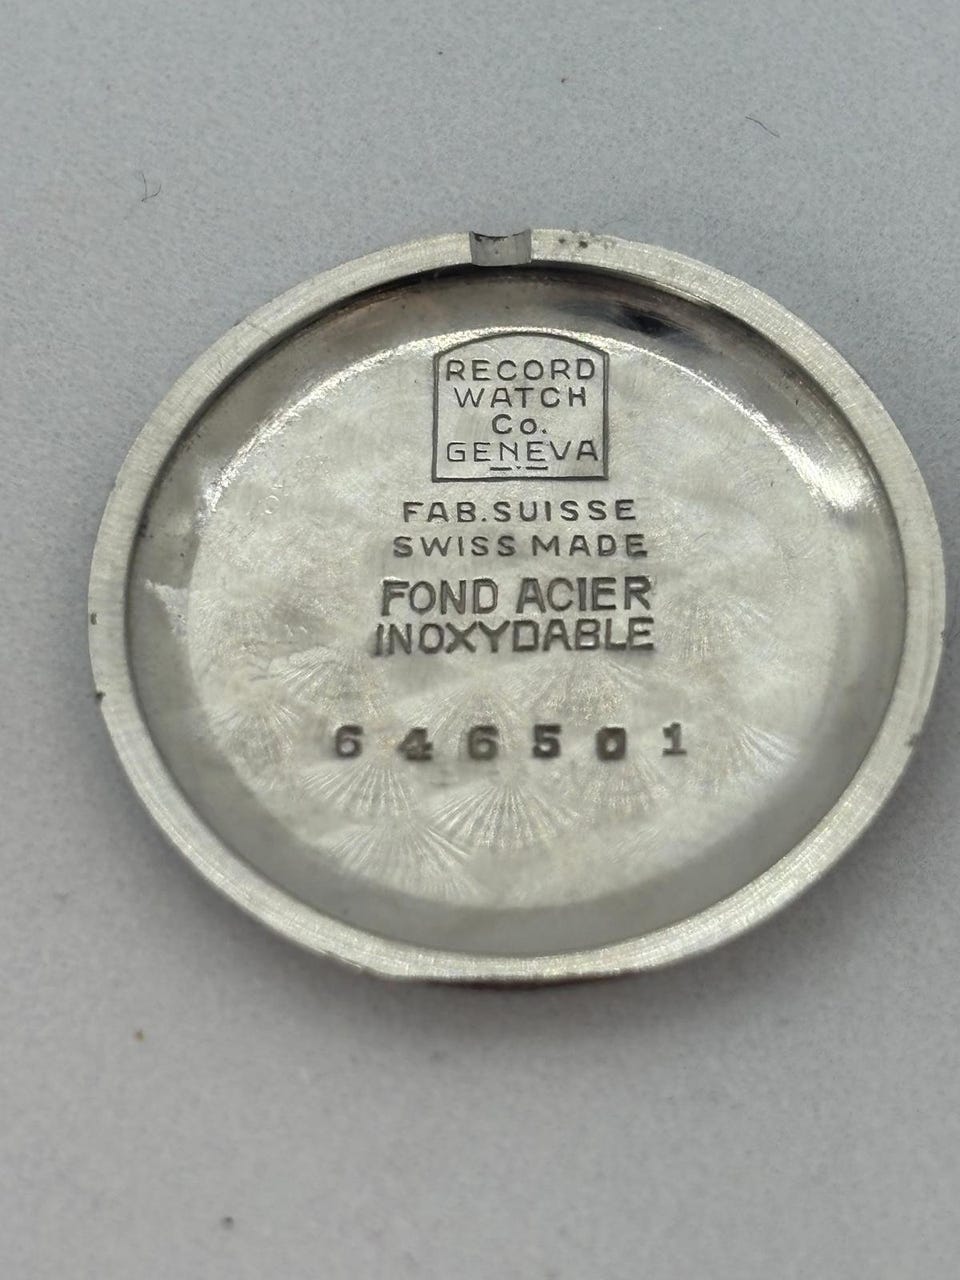 RECORD
WATCH
Co.
GENEVA
FAB. SUISSE
SWISS MADE
FOND ACIER
INOXYDABLE
646501